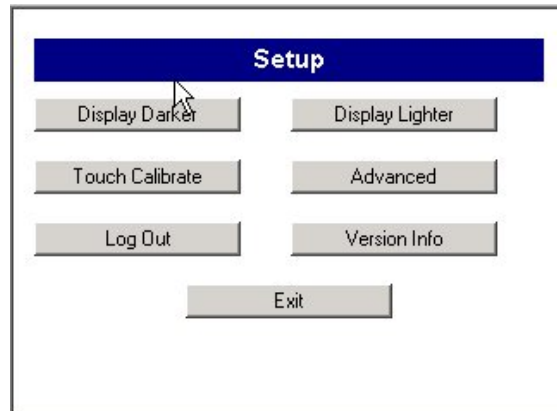 Setup
Display Darker Display Lighter
Touch Calibrate Advanced
Log Out Version Info
Exit